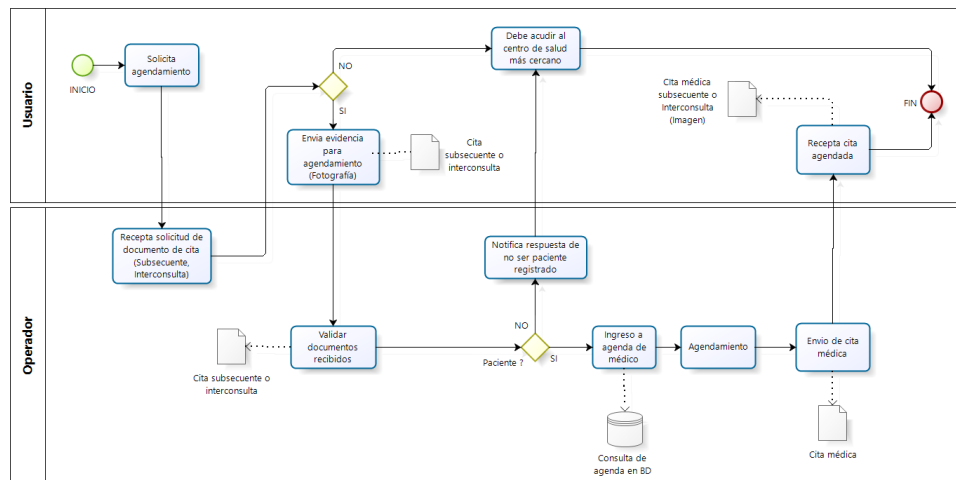 Usuario
INICIO
Solicita
agendamiento
NO
SI
Envia evidencia
para
agendamiento
(Fotografía)
Cita
subsecuente o
interconsulta
Debe acudir al
centro de salud
más cercano
Cita médica
subsecuente o
Interconsulta
(Imagen)
Recepta cita
agendada
FIN
Operador
Recepta solicitud de
documento de cita
(Subsecuente,
Interconsulta)
Cita subsecuente o
interconsulta
Validar
documentos
recibidos
Notifica respuesta de
no ser paciente
registrado
NO
Paciente ?
SI
Ingreso a
agenda de
médico
Consulta de
agenda en BD
Agendamiento
Envio de cita
médica
Cita médica